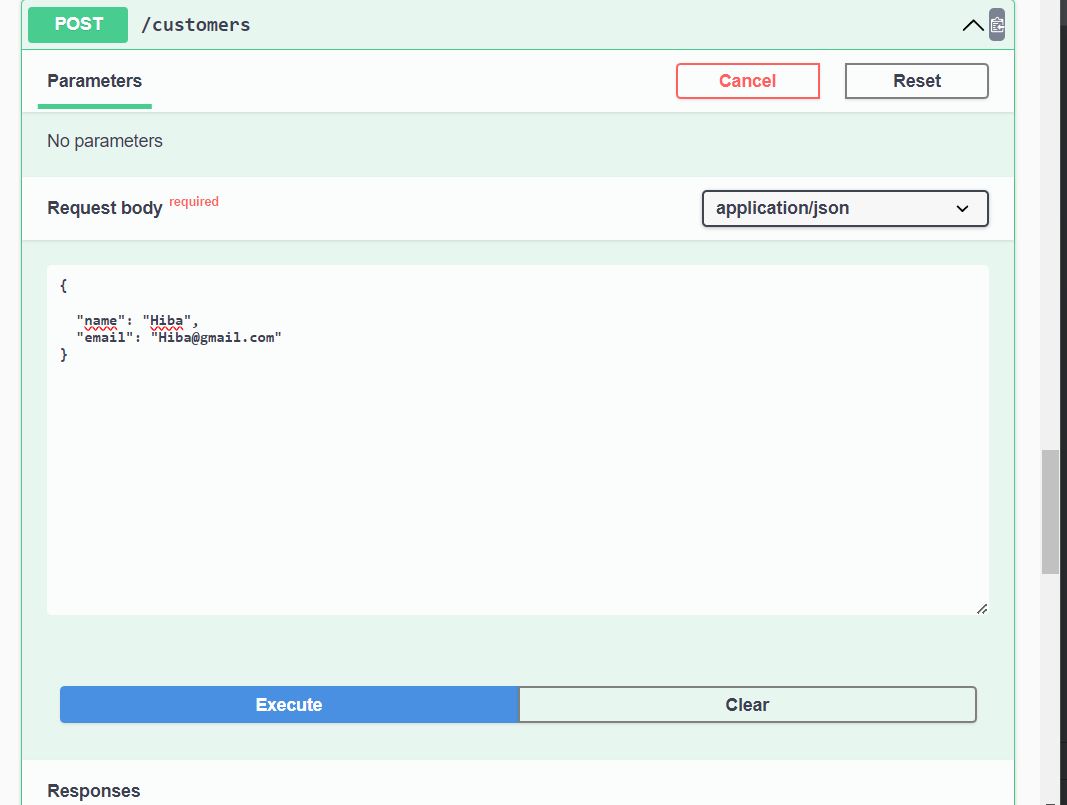 POST /customers
Parameters
Cancel
Reset
No parameters
Request body required
application/json
{
"name": "Hiba",
"email": "Hiba@gmail.com"
}
Execute
Clear
Responses